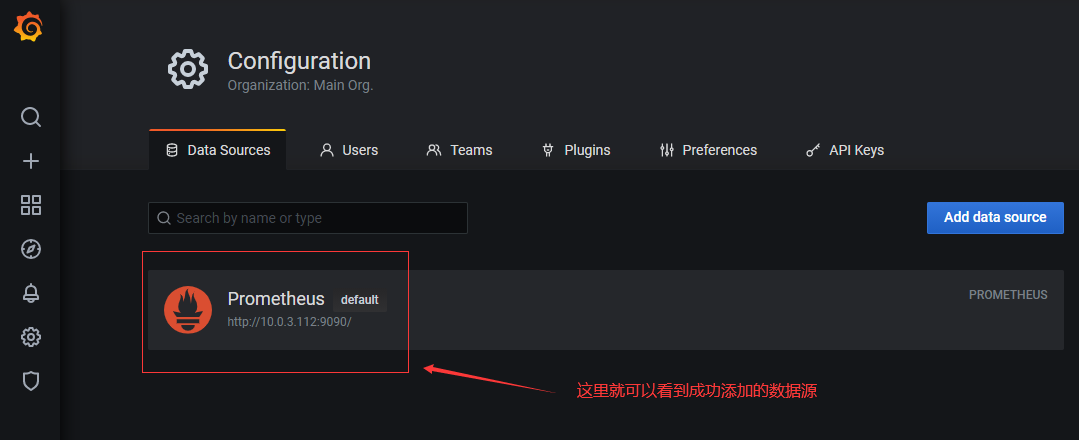 Configuration
Organization: Main Org.
Data Sources Users Teams Plugins Preferences API Keys
Search by name or type Add data source
Prometheus default PROMETHEUS
http://10.0.3.112:9090/
这里就可以看到成功添加的数据源